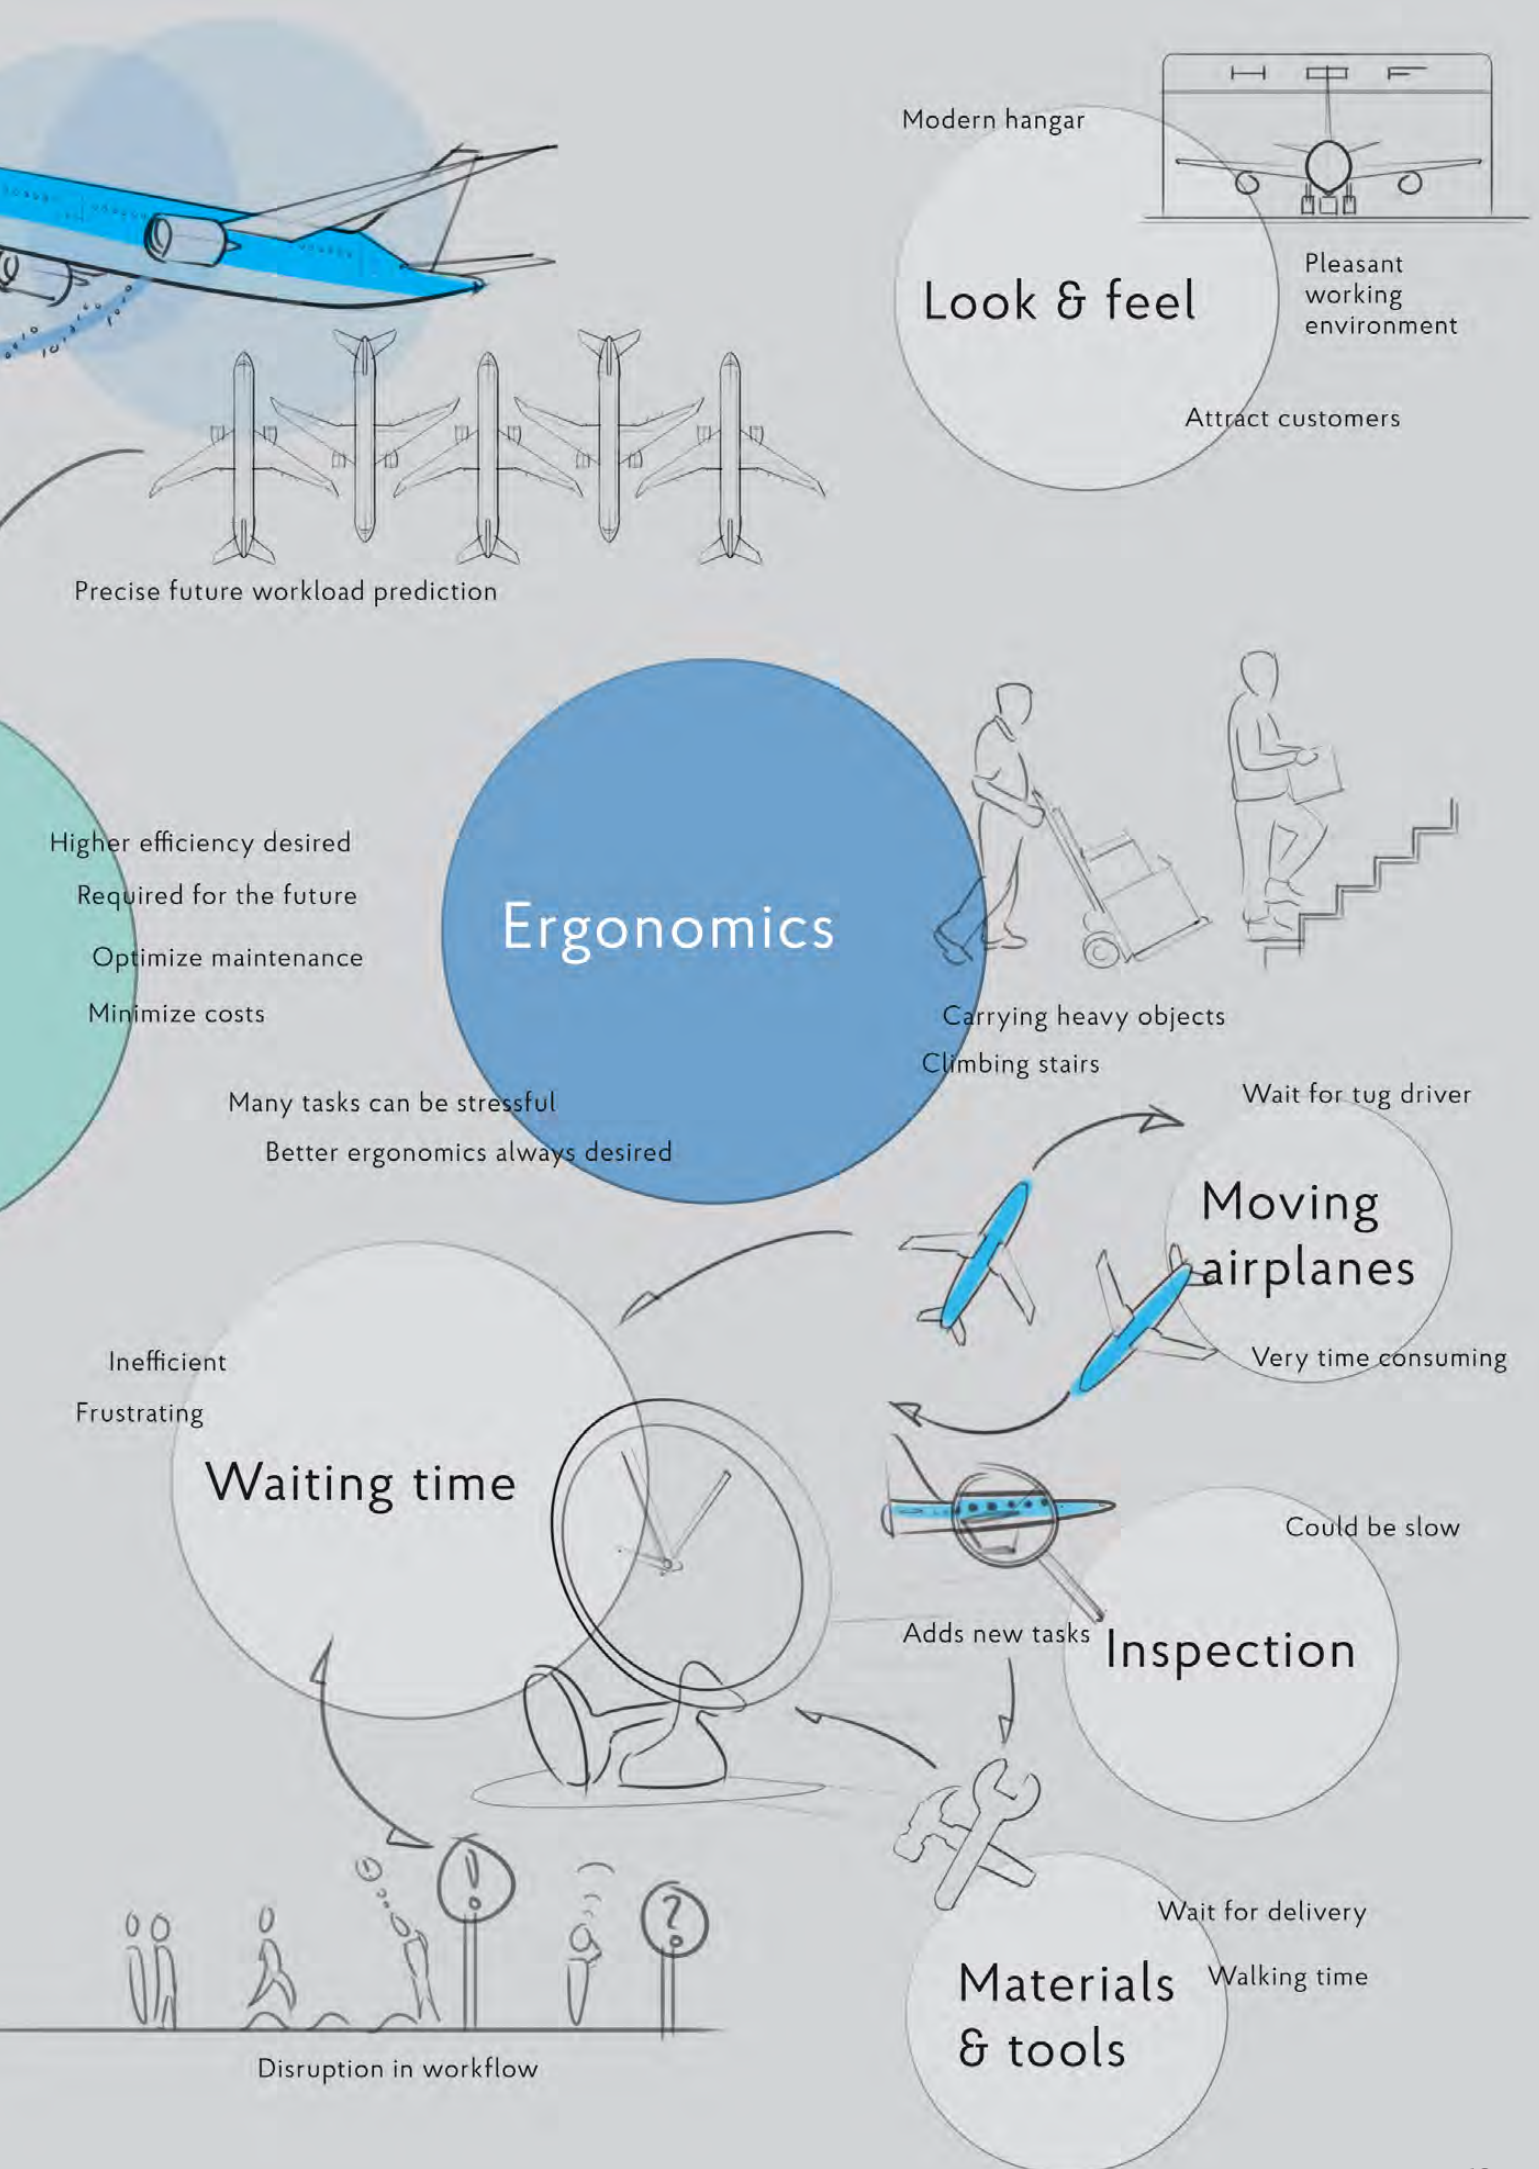 Modern hangar
Look & feel
Pleasant
working
environment
Attract customers
Precise future workload prediction
Higher efficiency desired
Required for the future
Optimize maintenance
Minimize costs
Ergonomics
Carrying heavy objects
Climbing stairs
Many tasks can be stressful
Better ergonomics always desired
Wait for tug driver
Moving
airplanes
Very time consuming
Inefficient
Frustrating
Waiting time
Could be slow
Adds new tasks
Inspection
!
?
Wait for delivery
Walking time
Materials
& tools
Disruption in workflow